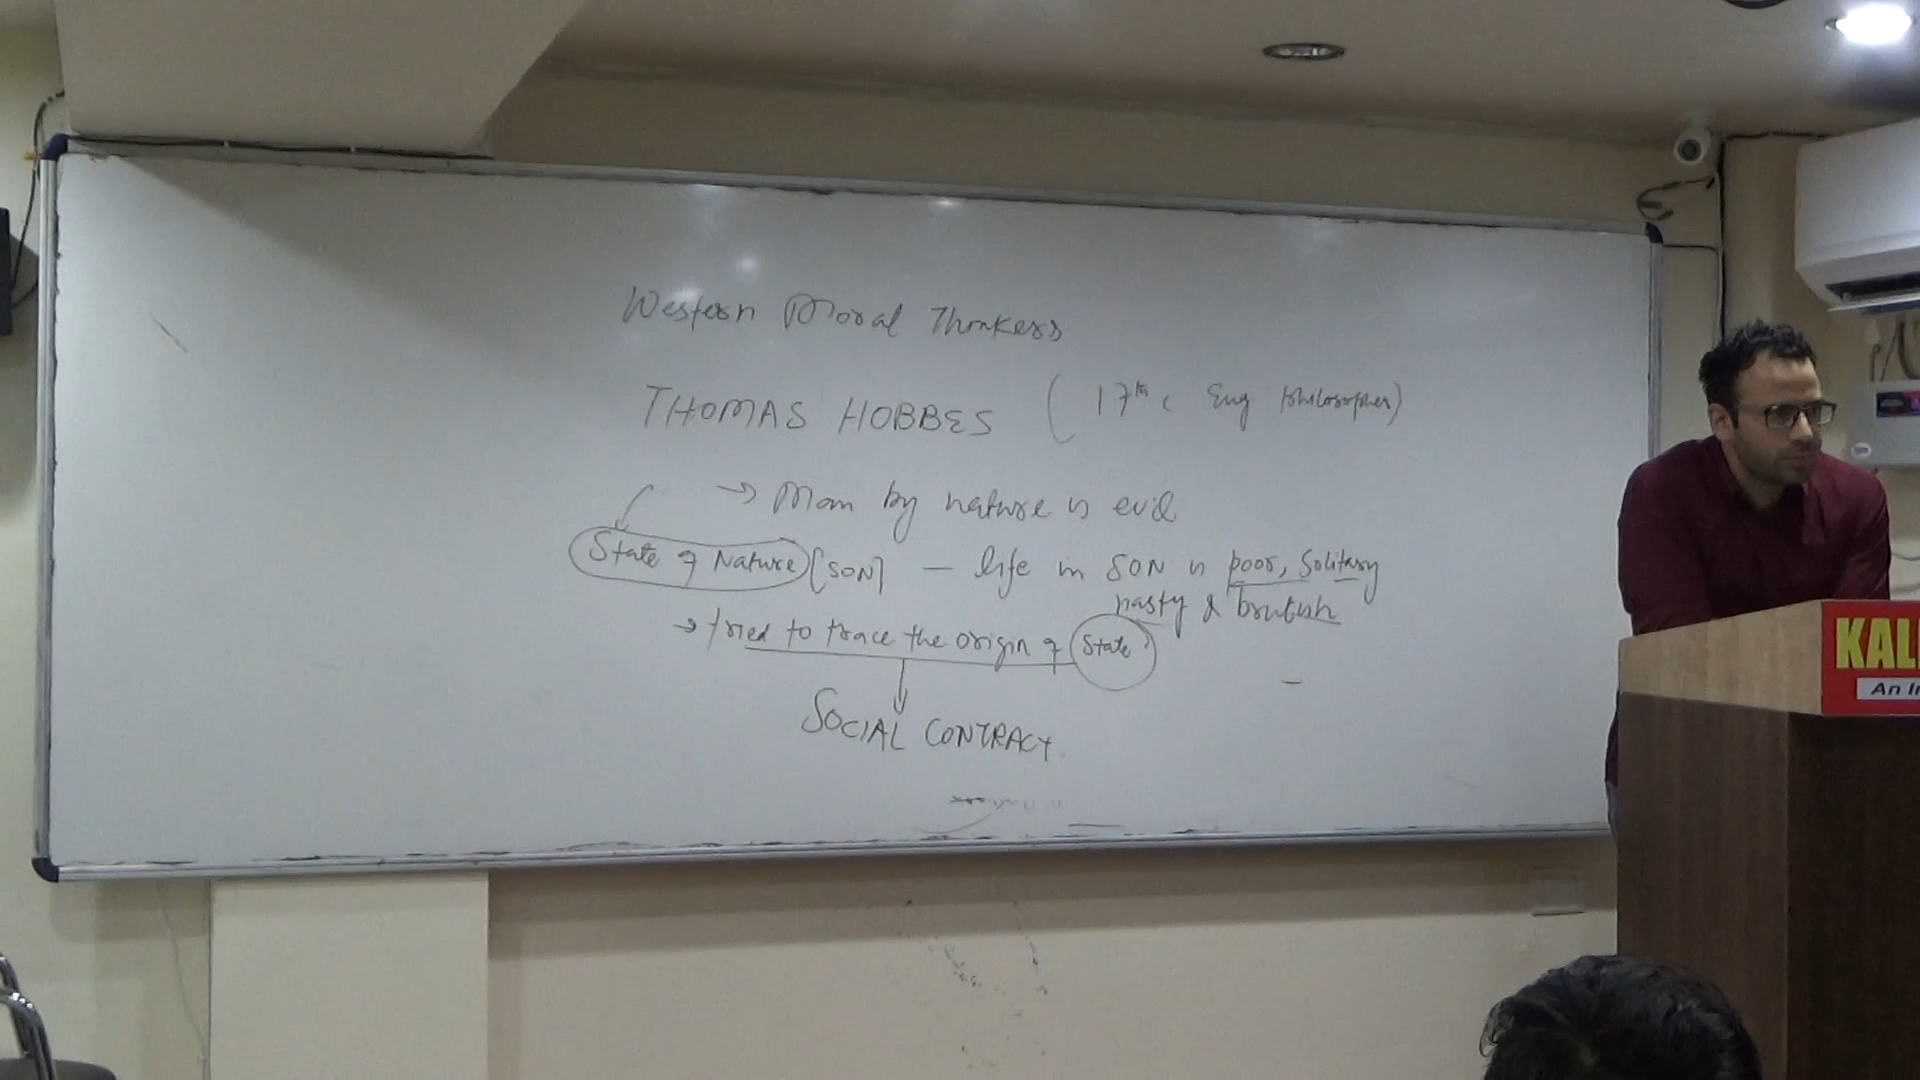 Western Moral Thinkers
THOMAS HOBBES (17th c Eng Philosopher)
→ Man by nature is evil
State of Nature [SON] — life in SON is poor, solitary
nasty & brutish
→ tried to trace the origin of State
SOCIAL CONTRACT
KAL
An I